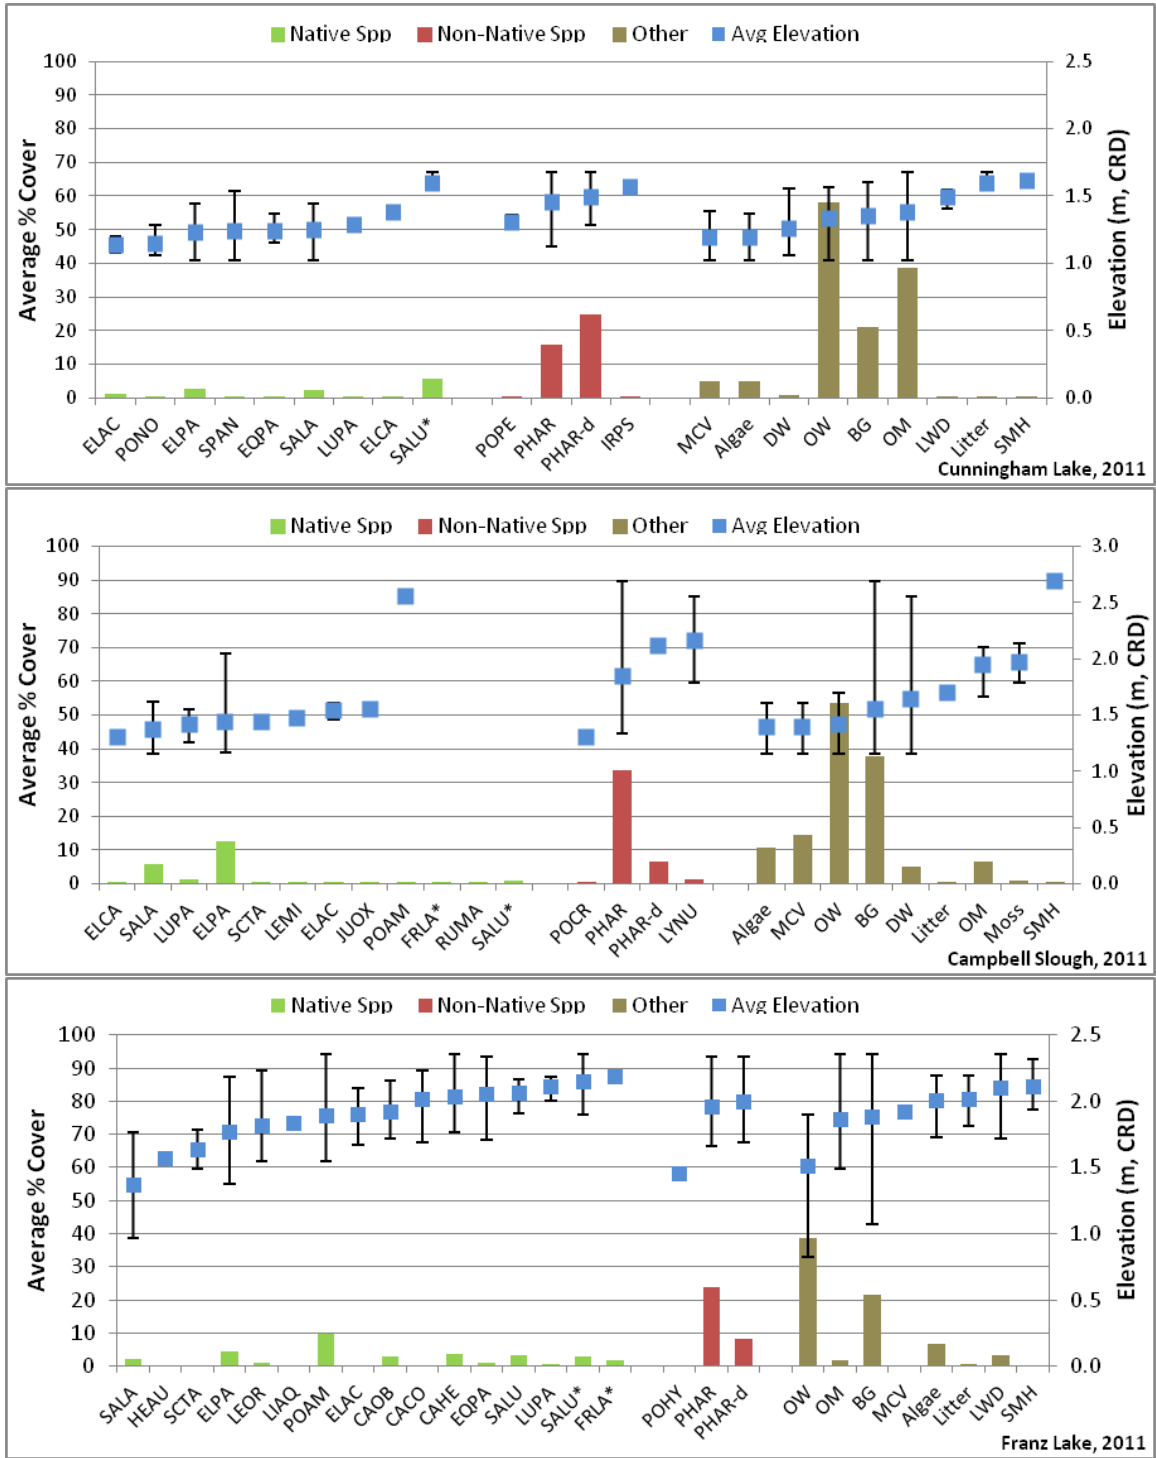 Native Spp Non-Native Spp Other Avg Elevation
100 2.5
90
80 2.0
70
60 1.5
50
40 1.0
30
20 0.5
10
0 0.0
Average % Cover
Elevation (m, CRD)
ELAC PONO ELPA SPAN EQPA SALA LUPA ELCA SALU* POPE PHAR PHAR-d IRPS MCV Algae DW OW BG OM LWD Litter SMH
Cunningham Lake, 2011
Native Spp Non-Native Spp Other Avg Elevation
100 3.0
90
80 2.5
70
60 2.0
50 1.5
40
30 1.0
20
10 0.5
0 0.0
Average % Cover
Elevation (m, CRD)
ELCA SALA LUPA ELPA SCTA LEMI ELAC JUOX POAM FRLA* RUMA SALU* POCR PHAR PHAR-d LYNU Algae MCV OW BG DW Litter OM Moss SMH
Campbell Slough, 2011
Native Spp Non-Native Spp Other Avg Elevation
100 2.5
90
80 2.0
70
60 1.5
50
40 1.0
30
20 0.5
10
0 0.0
Average % Cover
Elevation (m, CRD)
SALA HEAU SCTA ELPA LEOR LIAQ POAM ELAC CAOB CACO CAHE EQPA SALU LUPA SALU* FRLA* POHY PHAR PHAR-d OW OM BG MCV Algae Litter LWD SMH
Franz Lake, 2011